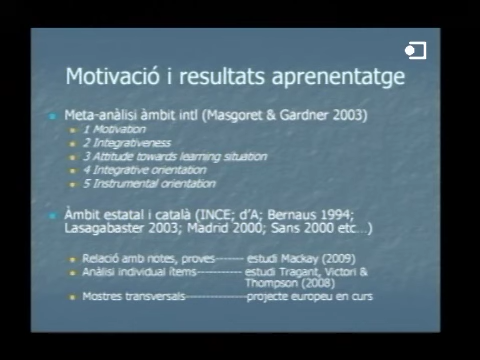 Motivació i resultats aprenentatge
Meta-anàlisi àmbit intl (Masgoret & Gardner 2003)
1 Motivation
2 Integrativeness
3 Attitude towards learning situation
4 Integrative orientation
5 Instrumental orientation
Àmbit estatal i català (INCE; d'A; Bernaus 1994;
Lasagabaster 2003; Madrid 2000; Sans 2000 etc...)
Relació amb notes, proves------- estudi Mackay (2009)
Anàlisi individual ítems----------- estudi Tragant, Victori &
Thompson (2008)
Mostres transversals---------------projecte europeu en curs